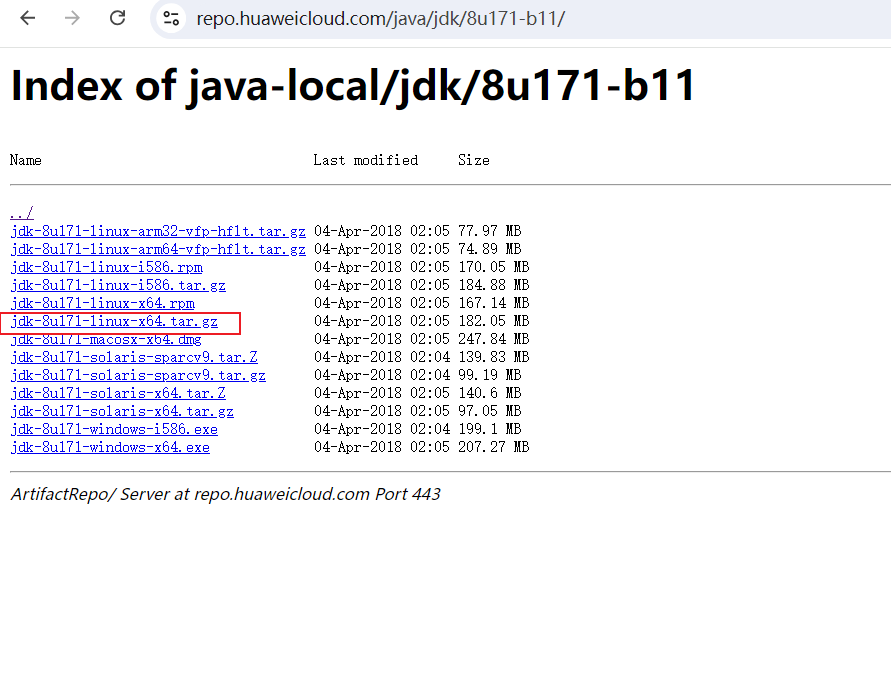 repo.huaweicloud.com/java/jdk/8u171-b11/
Index of java-local/jdk/8u171-b11
Name Last modified Size
../
jdk-8u171-linux-arm32-vfp-hflt.tar.gz 04-Apr-2018 02:05 77.97 MB
jdk-8u171-linux-arm64-vfp-hflt.tar.gz 04-Apr-2018 02:05 74.89 MB
jdk-8u171-linux-i586.rpm 04-Apr-2018 02:05 170.05 MB
jdk-8u171-linux-i586.tar.gz 04-Apr-2018 02:05 184.88 MB
jdk-8u171-linux-x64.rpm 04-Apr-2018 02:05 167.14 MB
jdk-8u171-linux-x64.tar.gz 04-Apr-2018 02:05 182.05 MB
jdk-8u171-macosx-x64.dmg 04-Apr-2018 02:05 247.84 MB
jdk-8u171-solaris-sparcv9.tar.Z 04-Apr-2018 02:04 139.83 MB
jdk-8u171-solaris-sparcv9.tar.gz 04-Apr-2018 02:04 99.19 MB
jdk-8u171-solaris-x64.tar.Z 04-Apr-2018 02:05 140.6 MB
jdk-8u171-solaris-x64.tar.gz 04-Apr-2018 02:05 97.05 MB
jdk-8u171-windows-i586.exe 04-Apr-2018 02:04 199.1 MB
jdk-8u171-windows-x64.exe 04-Apr-2018 02:05 207.27 MB
ArtifactRepo/ Server at repo.huaweicloud.com Port 443